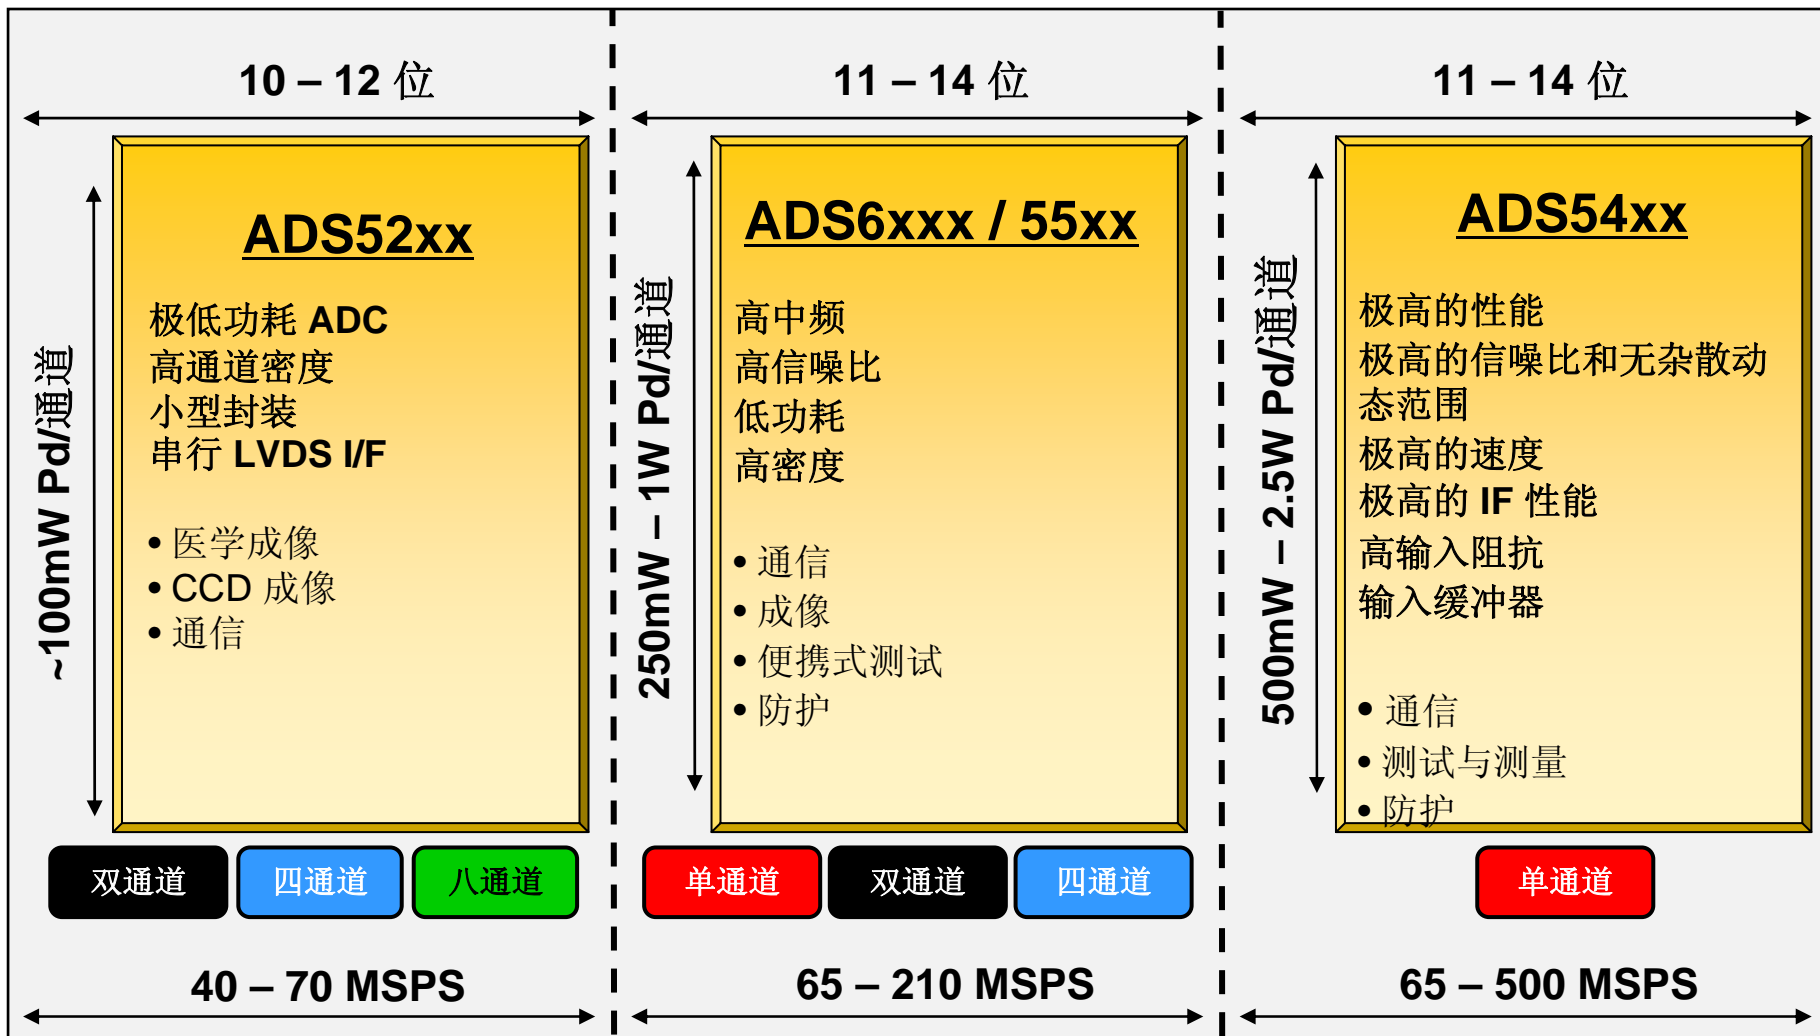 10 – 12 位
~100mW Pd/通道
ADS52xx
极低功耗 ADC
高通道密度
小型封装
串行 LVDS I/F
• 医学成像
• CCD 成像
• 通信
双通道
四通道
八通道
40 – 70 MSPS
11 – 14 位
250mW – 1W Pd/通道
ADS6xxx / 55xx
高中频
高信噪比
低功耗
高密度
• 通信
• 成像
• 便携式测试
• 防护
单通道
双通道
四通道
65 – 210 MSPS
11 – 14 位
500mW – 2.5W Pd/通道
ADS54xx
极高的性能
极高的信噪比和无杂散动
态范围
极高的速度
极高的 IF 性能
高输入阻抗
输入缓冲器
• 通信
• 测试与测量
• 防护
单通道
65 – 500 MSPS